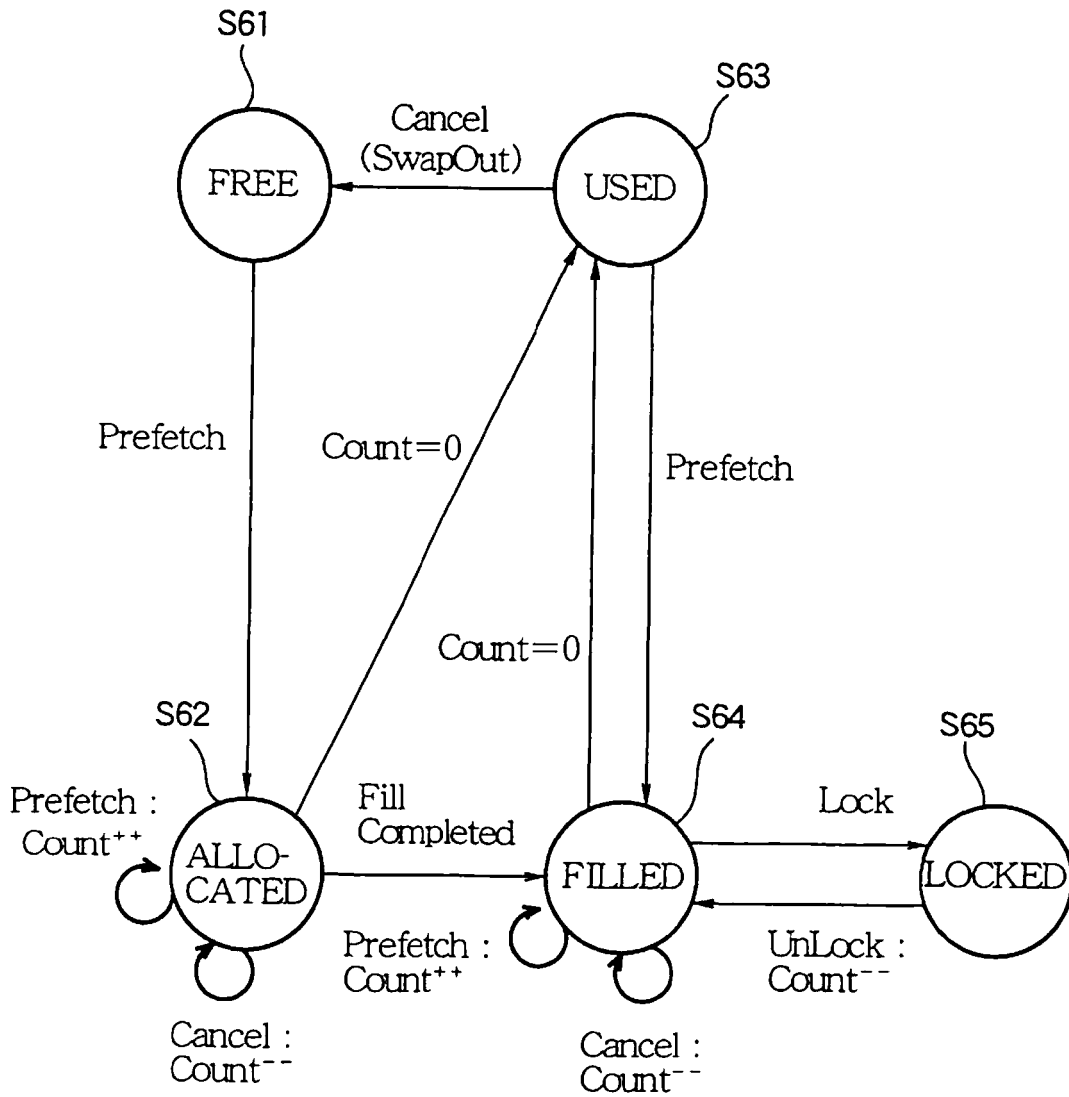 S61
S63
Cancel
(SwapOut)
FREE
USED
Prefetch
Count=0
Prefetch
Count=0
S62
S64
S65
Prefetch :
Count++
Fill
Completed
Lock
ALLO-
CATED
FILLED
LOCKED
Prefetch :
Count++
UnLock :
Count--
Cancel :
Count--
Cancel :
Count--